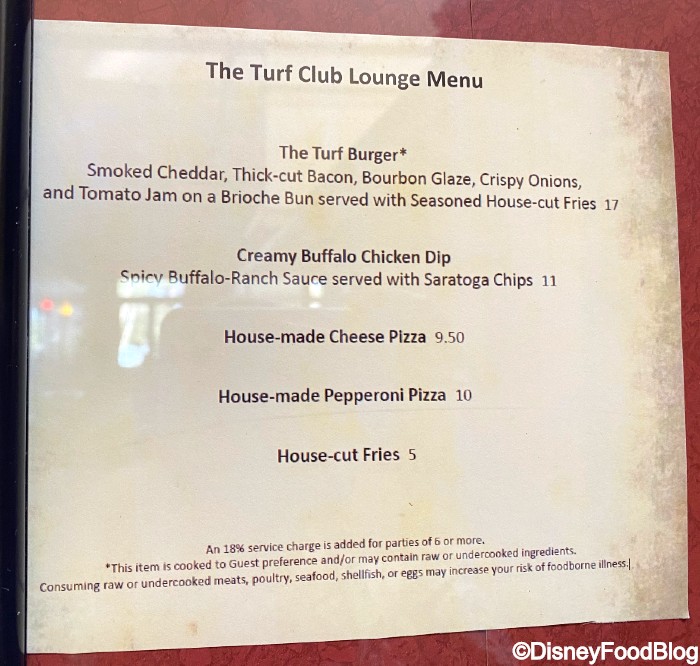 The Turf Club Lounge Menu
The Turf Burger*
Smoked Cheddar, Thick-cut Bacon, Bourbon Glaze, Crispy Onions,
and Tomato Jam on a Brioche Bun served with Seasoned House-cut Fries 17
Creamy Buffalo Chicken Dip
Spicy Buffalo-Ranch Sauce served with Saratoga Chips 11
House-made Cheese Pizza 9.50
House-made Pepperoni Pizza 10
House-cut Fries 5
An 18% service charge is added for parties of 6 or more.
*This item is cooked to Guest preference and/or may contain raw or undercooked ingredients.
Consuming raw or undercooked meats, poultry, seafood, shellfish, or eggs may increase your risk of foodborne illness.
©DisneyFoodBlog